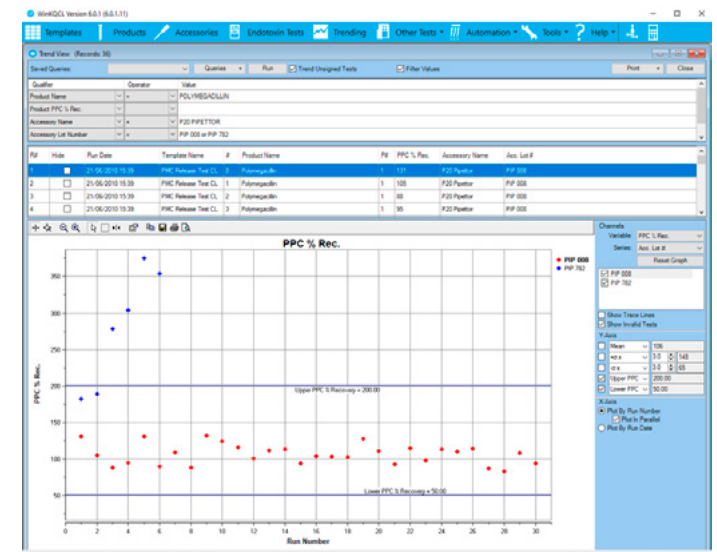 WinKQCL Version 6.0.1 (6.0.1.11)
Templates Products Accessories Endotoxin Tests Trending Other Tests Automation Tools Help
Trend View (Records: 36)
Saved Queries: Queries Run Trend Unsigned Tests Filter Values Print Close
Qualifier Operator Value
Product Name = POLYMEGACILLIN
Product PPC % Rec.
Accessory Name = P20 PIPETTOR
Accessory Lot Number = PIP 008 or PIP 782
R# Hide Run Date Template Name # Product Name P# PPC % Rec. Accessory Name Acc. Lot #
1 21/06/2010 15:39 PMC Release Test CL 0 Polymegacillin 1 131 P20 Pipettor PIP 008
2 21/06/2010 15:39 PMC Release Test CL 1 Polymegacillin 1 105 P20 Pipettor PIP 008
3 21/06/2010 15:39 PMC Release Test CL 2 Polymegacillin 1 88 P20 Pipettor PIP 008
4 21/06/2010 15:39 PMC Release Test CL 3 Polymegacillin 1 95 P20 Pipettor PIP 008
PPC % Rec.
PIP 008
PIP 782
PPC % Rec.
350
300
250
200
150
100
50
Upper PPC % Recovery = 200.00
Lower PPC % Recovery = 50.00
0 2 4 6 8 10 12 14 16 18 20 22 24 26 28 30
Run Number
Channels
Variable: PPC % Rec.
Series: Acc. Lot #
Reset Graph
PIP 008
PIP 782
Show Trace Lines
Show Invalid Tests
Y-Axis
Mean 106
3.0 148
3.0 65
Upper PPC 200.00
Lower PPC 50.00
X-Axis
Plot By Run Number
Plot In Parallel
Plot By Run Date